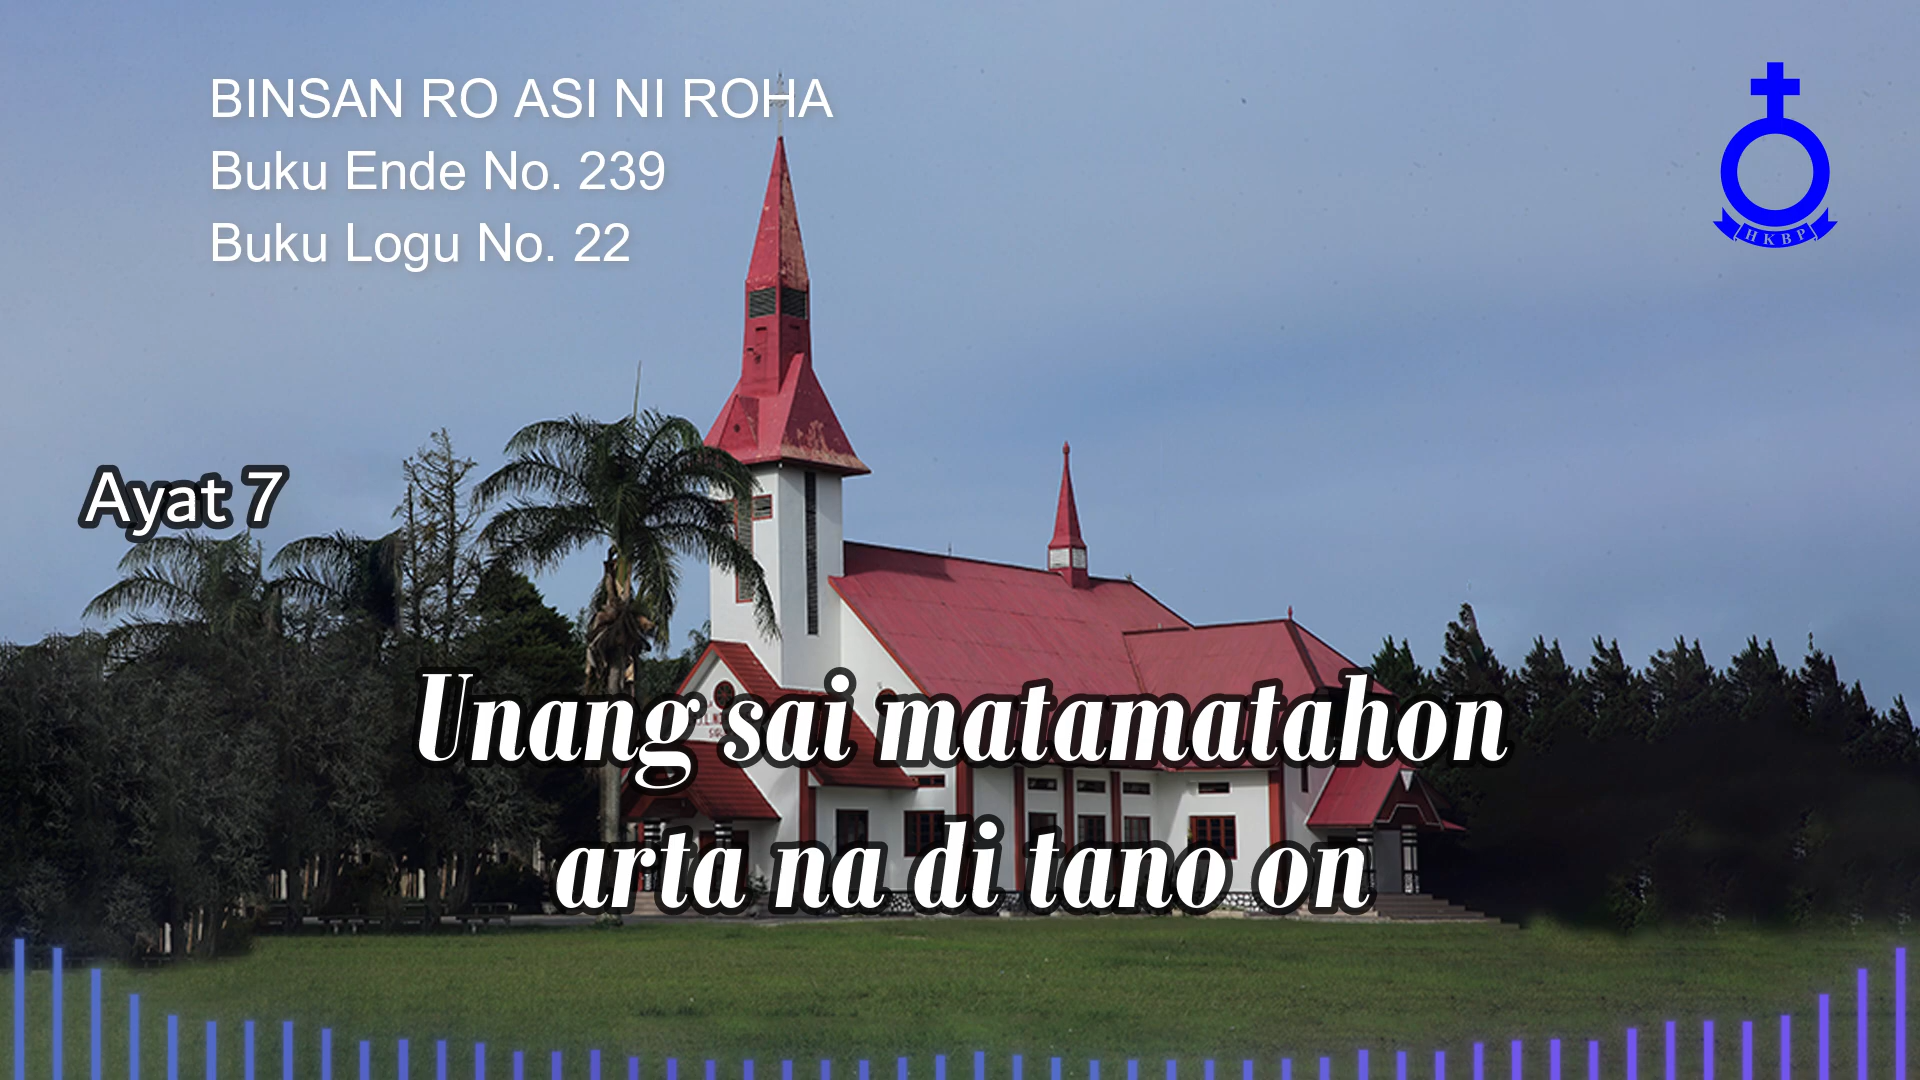 BINSAN RO ASI NI ROHA
Buku Ende No. 239
Buku Logu No. 22
HKBP
Ayat 7
Unang sai matamatahon
arta na di tano on